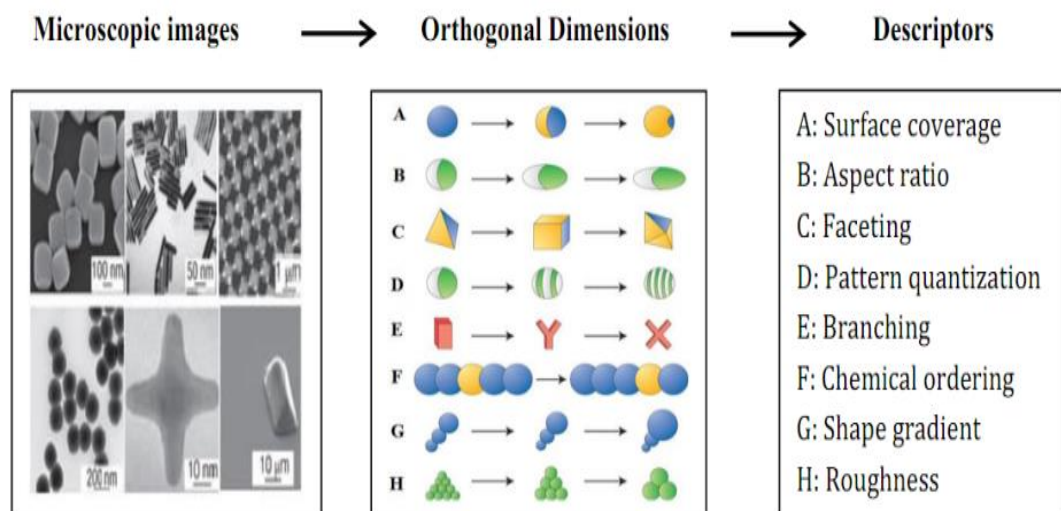 Microscopic images
Orthogonal Dimensions
Descriptors
100 nm
50 nm
1 μm
200 nm
10 nm
10 μm
A
B
C
D
E
F
G
H
A: Surface coverage
B: Aspect ratio
C: Faceting
D: Pattern quantization
E: Branching
F: Chemical ordering
G: Shape gradient
H: Roughness